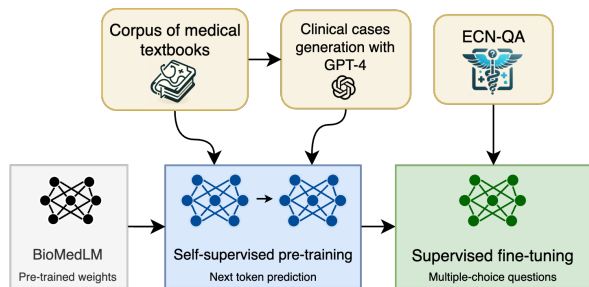 Corpus of medical
textbooks
Clinical cases
generation with
GPT-4
ECN-QA
BioMedLM
Pre-trained weights
Self-supervised pre-training
Next token prediction
Supervised fine-tuning
Multiple-choice questions